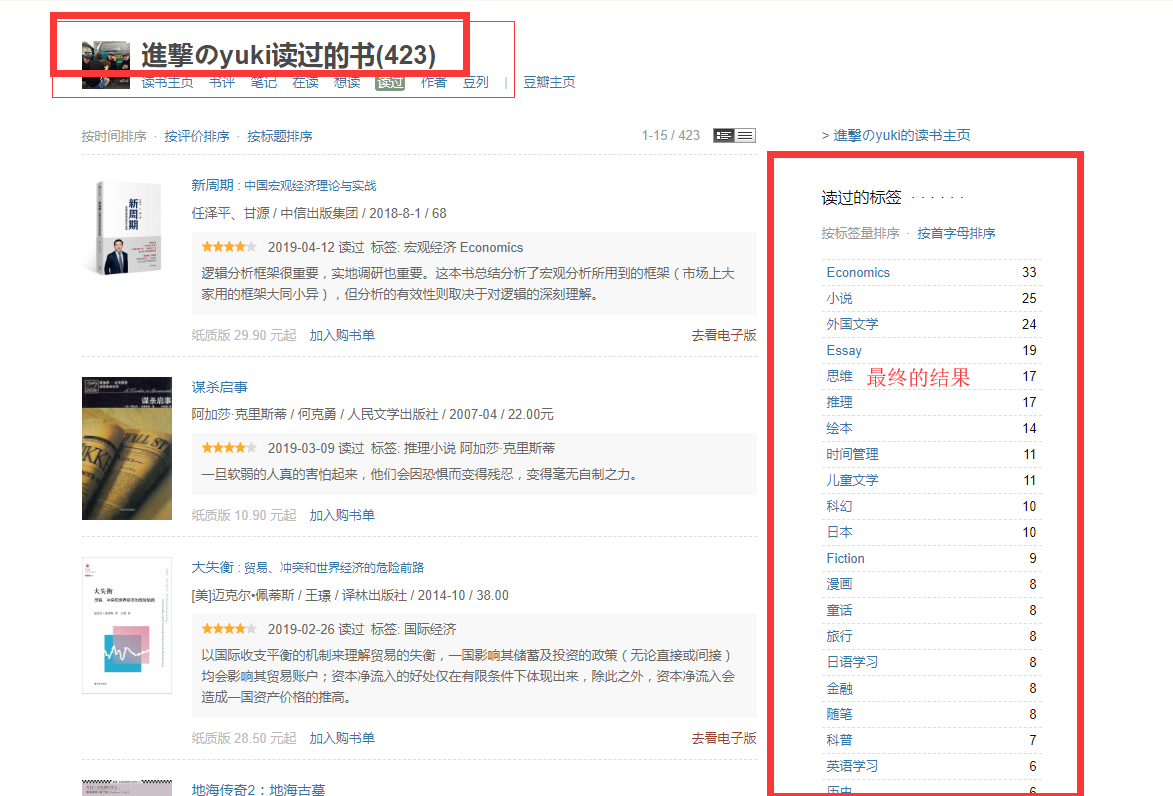 進撃のyuki读过的书(423)
读书主页 书评 笔记 在读 想读 读过 作者 豆列 | 豆瓣主页
按时间排序 · 按评价排序 · 按标题排序 1-15 / 423
> 進撃のyuki的读书主页
新周期
新周期 : 中国宏观经济理论与实战
任泽平、甘源 / 中信出版集团 / 2018-8-1 / 68
2019-04-12 读过 标签: 宏观经济 Economics
逻辑分析框架很重要，实地调研也重要。这本书总结分析了宏观分析所用到的框架（市场上大
家用的框架大同小异），但分析的有效性则取决于对逻辑的深刻理解。
纸质版 29.90 元起 加入购书单 去看电子版
谋杀启事
谋杀启事
阿加莎·克里斯蒂 / 何克勇 / 人民文学出版社 / 2007-04 / 22.00元
2019-03-09 读过 标签: 推理小说 阿加莎·克里斯蒂
一旦软弱的人真的害怕起来，他们会因恐惧而变得残忍，变得毫无自制之力。
纸质版 10.90 元起 加入购书单
大失衡
大失衡 : 贸易、冲突和世界经济的危险前路
[美]迈克尔•佩蒂斯 / 王璟 / 译林出版社 / 2014-10 / 38.00
2019-02-26 读过 标签: 国际经济
以国际收支平衡的机制来理解贸易的失衡，一国影响其储蓄及投资的政策（无论直接或间接）
均会影响其贸易账户；资本净流入的好处仅在有限条件下体现出来，除此之外，资本净流入会
造成一国资产价格的推高。
纸质版 28.50 元起 加入购书单 去看电子版
地海传奇2：地海古墓
读过的标签 · · · · · ·
按标签量排序 · 按首字母排序
Economics 33
小说 25
外国文学 24
Essay 19
思维 最终的结果 17
推理 17
绘本 14
时间管理 11
儿童文学 11
科幻 10
日本 10
Fiction 9
漫画 8
童话 8
旅行 8
日语学习 8
金融 8
随笔 8
科普 7
英语学习 6
历史 6